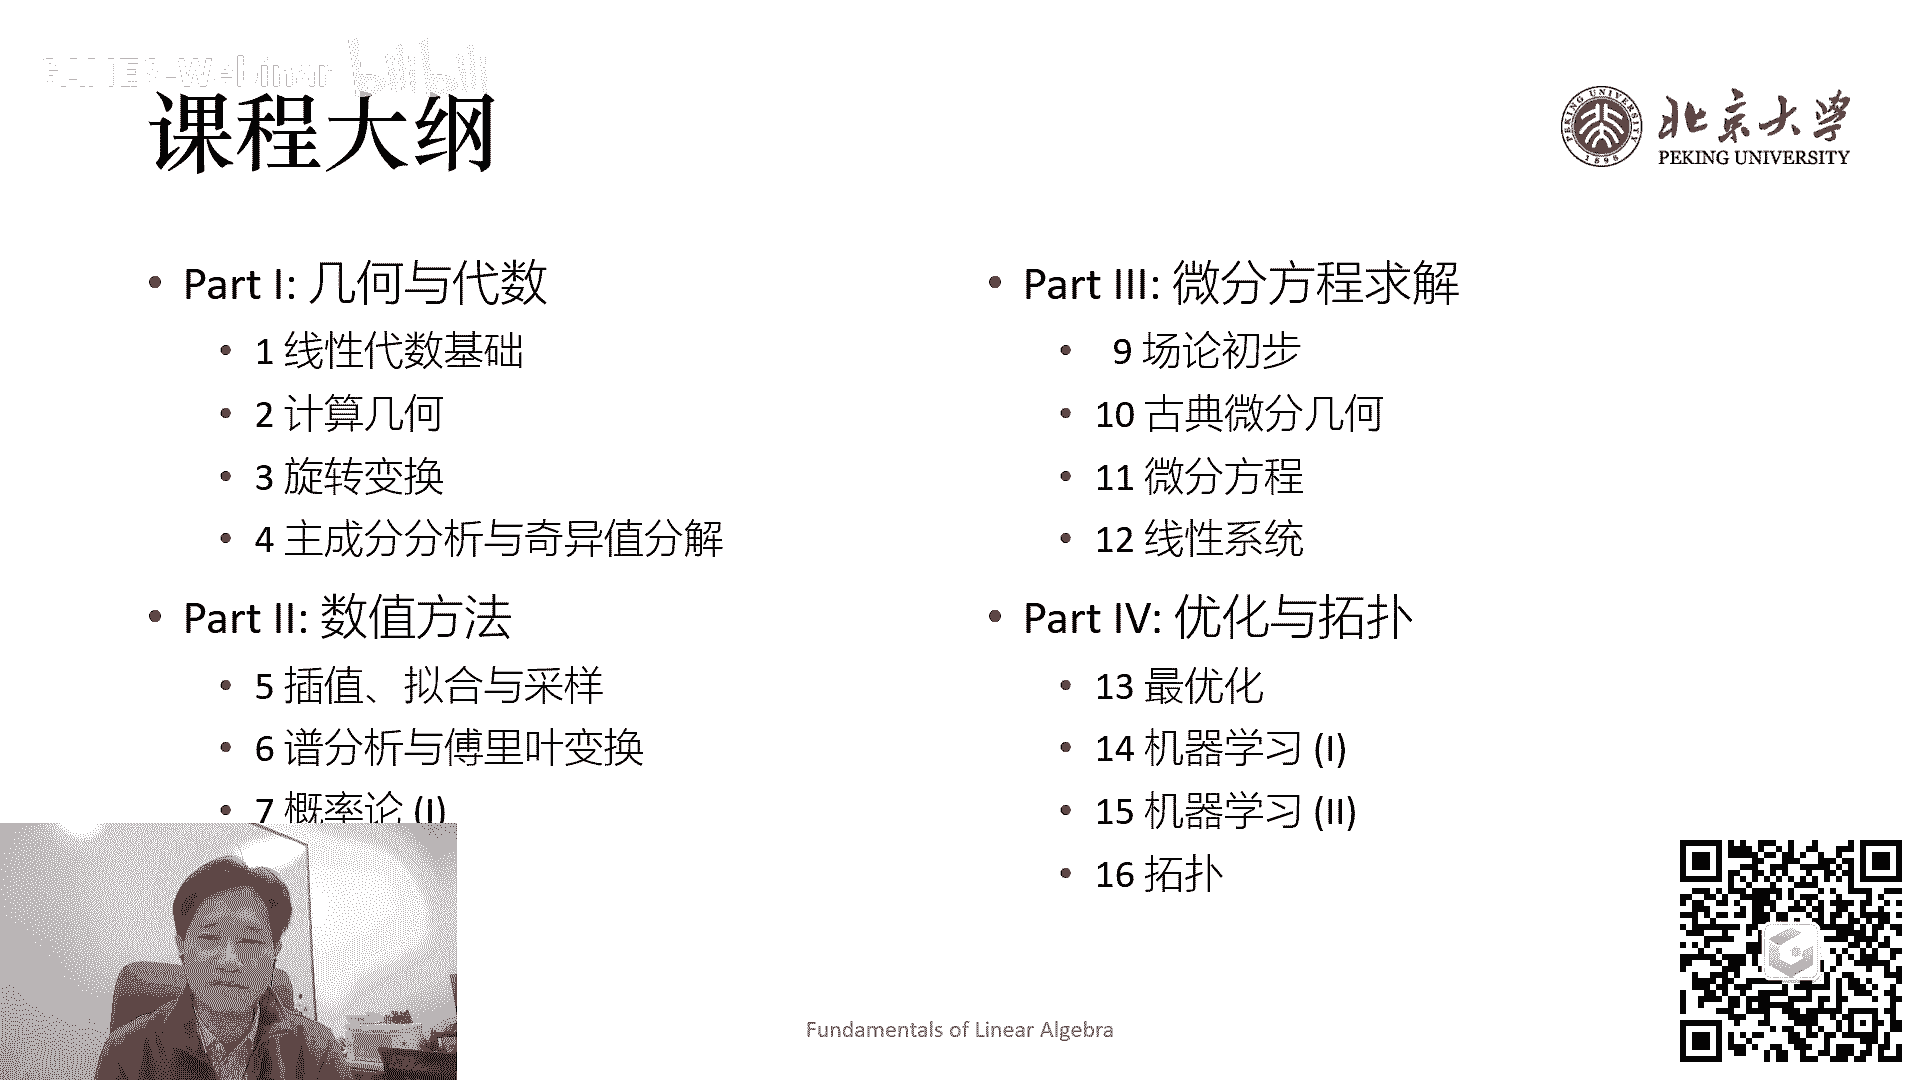 GAMES-Webinar bilibili
课程大纲
北京大学
PEKING UNIVERSITY
PEKING UNIVERSITY
1898
• Part I: 几何与代数
• 1 线性代数基础
• 2 计算几何
• 3 旋转变换
• 4 主成分分析与奇异值分解
• Part II: 数值方法
• 5 插值、拟合与采样
• 6 谱分析与傅里叶变换
• 7 概率论 (I)
• Part III: 微分方程求解
• 9 场论初步
• 10 古典微分几何
• 11 微分方程
• 12 线性系统
• Part IV: 优化与拓扑
• 13 最优化
• 14 机器学习 (I)
• 15 机器学习 (II)
• 16 拓扑
Fundamentals of Linear Algebra